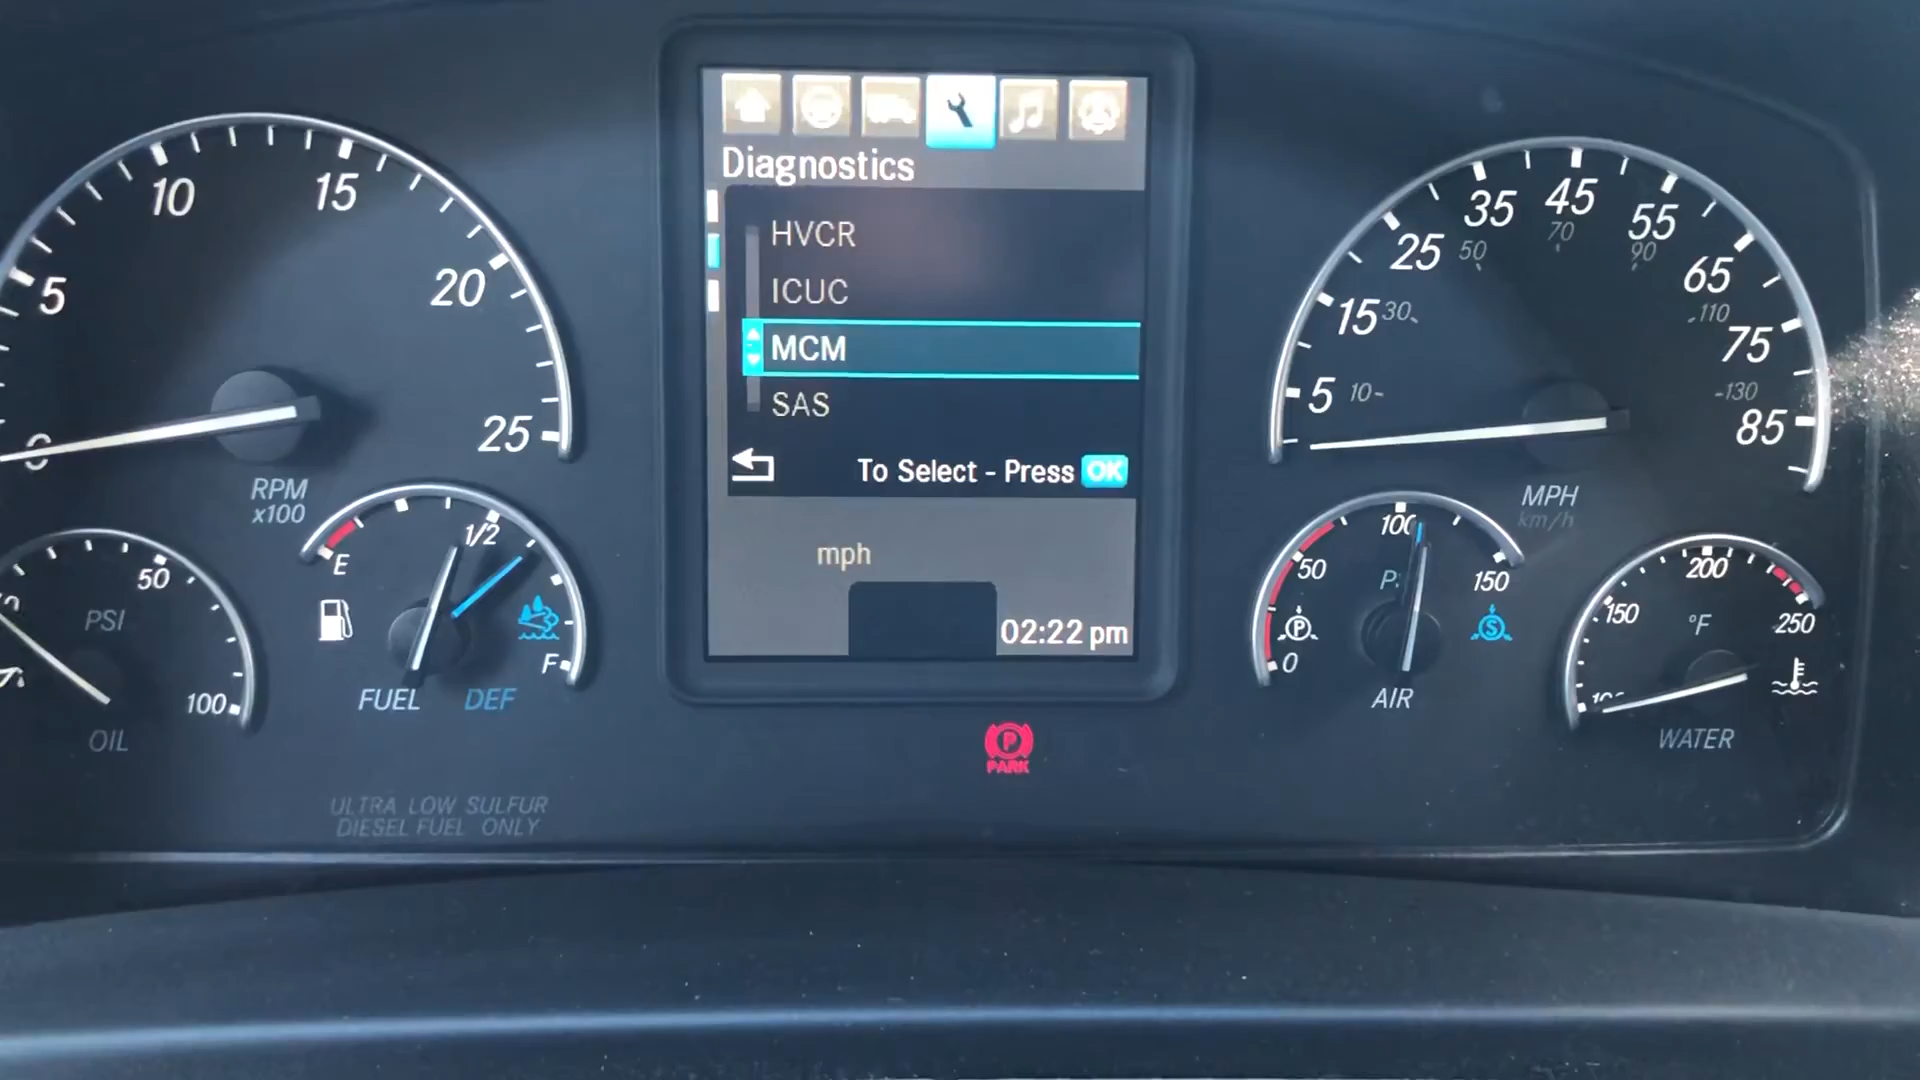 Diagnostics
HVCR
ICUC
MCM
SAS
To Select - Press OK
mph
02:22 pm
5
10
15
20
25
RPM
x100
5
15
25
35
45
55
65
75
85
10
30
50
70
90
110
130
MPH
km/h
50
100
PSI
OIL
E
1/2
F
FUEL
DEF
0
50
100
150
P
S
AIR
150
200
250
°F
WATER
P
PARK
ULTRA LOW SULFUR
DIESEL FUEL ONLY